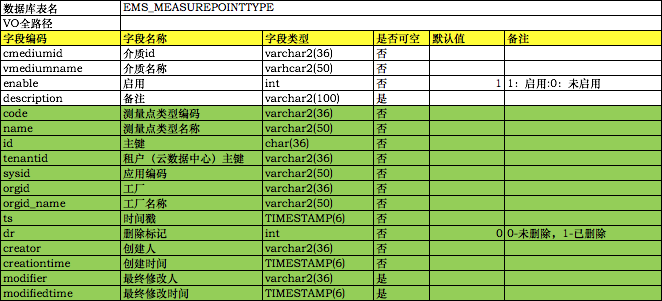 数据库表名 EMS_MEASUREPOINTTYPE
VO全路径
字段编码 字段名称 字段类型 是否可空 默认值 备注
cmediumid 介质id varchar2(36) 否
vmediumname 介质名称 varhcar2(50) 否
enable 启用 int 否 1 1：启用:0：未启用
description 备注 varchar2(100) 是
code 测量点类型编码 varchar2(36) 否
name 测量点类型名称 varchar2(50) 否
id 主键 char(36) 否
tenantid 租户（云数据中心）主键 varchar2(36) 否
sysid 应用编码 varchar2(50) 否
orgid 工厂 varchar2(36) 否
orgid_name 工厂名称 varchar2(50) 否
ts 时间戳 TIMESTAMP(6) 否
dr 删除标记 int 否 0 0-未删除，1-已删除
creator 创建人 varchar2(36) 否
creationtime 创建时间 TIMESTAMP(6) 否
modifier 最终修改人 varchar2(36) 是
modifiedtime 最终修改时间 TIMESTAMP(6) 是